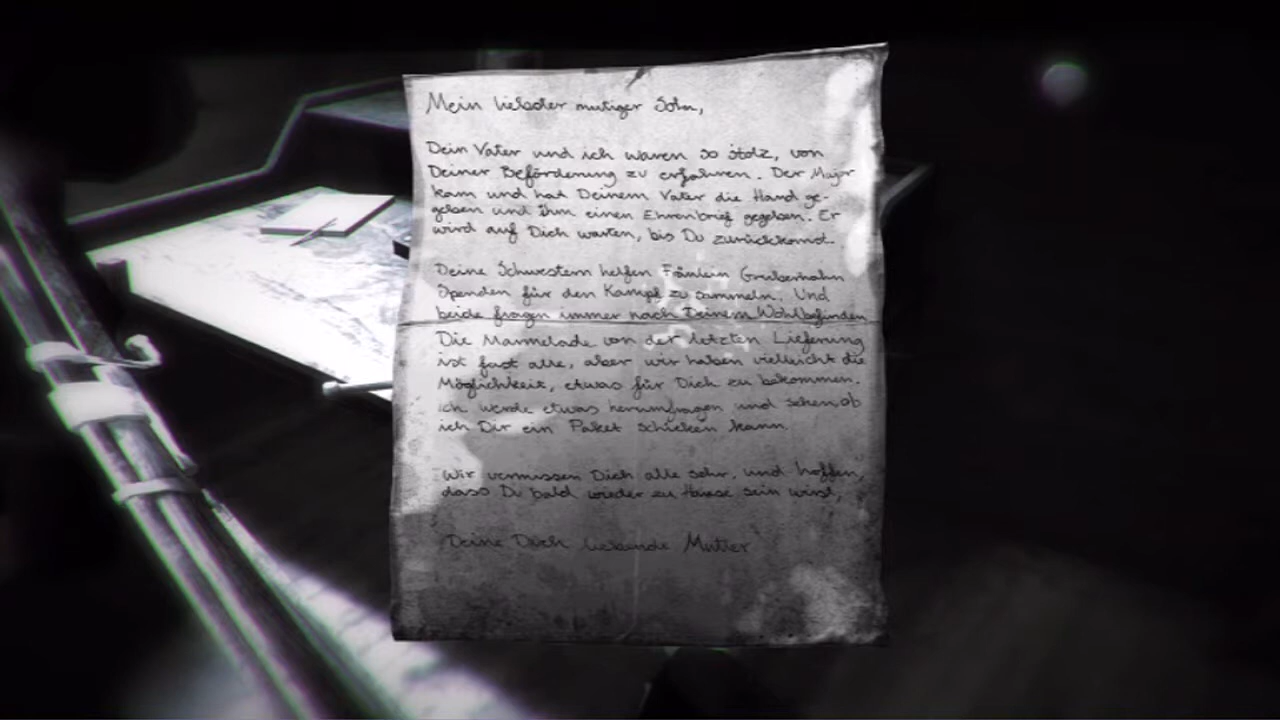 Mein liebster mutiger Sohn,
Dein Vater und ich waren so stolz, von
Deiner Beförderung zu erfahren. Der Major
kam und hat Deinem Vater die Hand ge-
geben und ihm einen Ehrenbrief gegeben. Er
wird auf Dich warten, bis Du zurückkomst.
Deine Schwestern helfen Fräulein Gruberhahn
Spenden für den Kampf zu sammeln. Und
beide fragen immer nach Deinem Wohlbefinden
Die Marmelade von der letzten Lieferung
ist fast alle, aber wir haben vielleicht die
Möglichkeit, etwas für Dich zu bekommen.
ich werde etwas herumfragen und sehen ob
ich Dir ein Paket schicken kann.
Wir vermissen Dich alle sehr, und hoffen,
dass Du bald wieder zu Hause sein wirst,
Deine Dich liebende Mutter